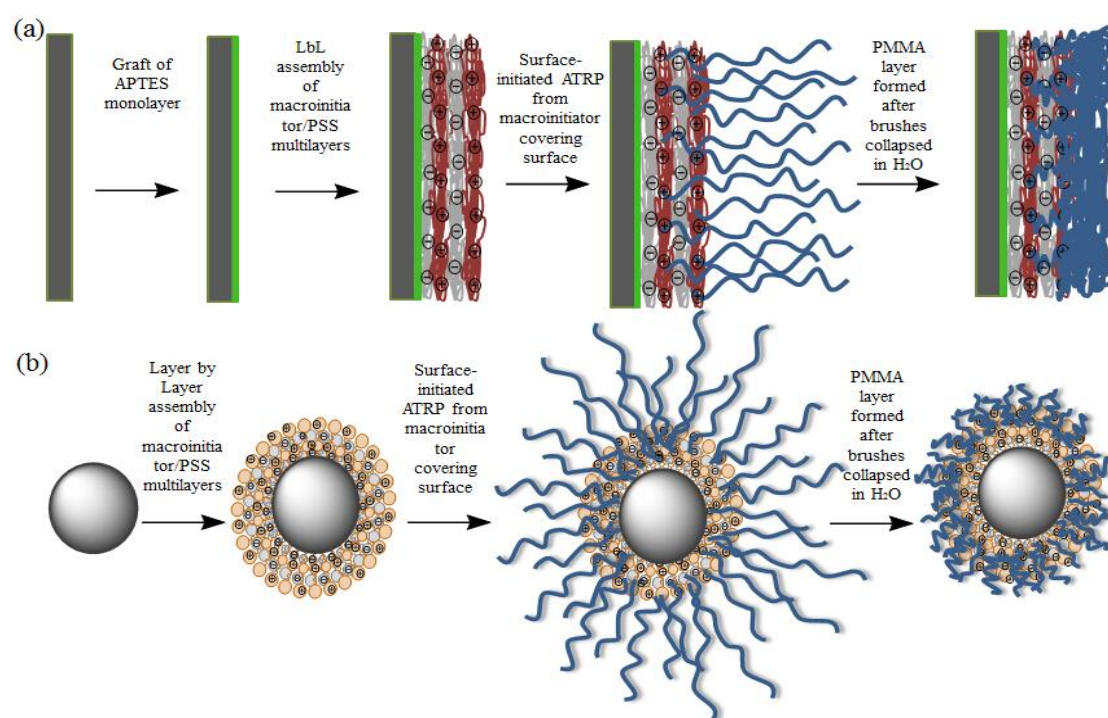 (a)
Graft of
APTES
monolayer
LbL
assembly
of
macroinitia
tor/PSS
multilayers
Surface-
initiated ATRP
from
macroinitiator
covering
surface
PMMA
layer
formed
after
brushes
collapsed
in H₂O
(b)
Layer by
Layer
assembly
of
macroinitia
tor/PSS
multilayers
Surface-
initiated
ATRP from
macroinitia
tor
covering
surface
PMMA
layer
formed
after
brushes
collapsed
in H₂O